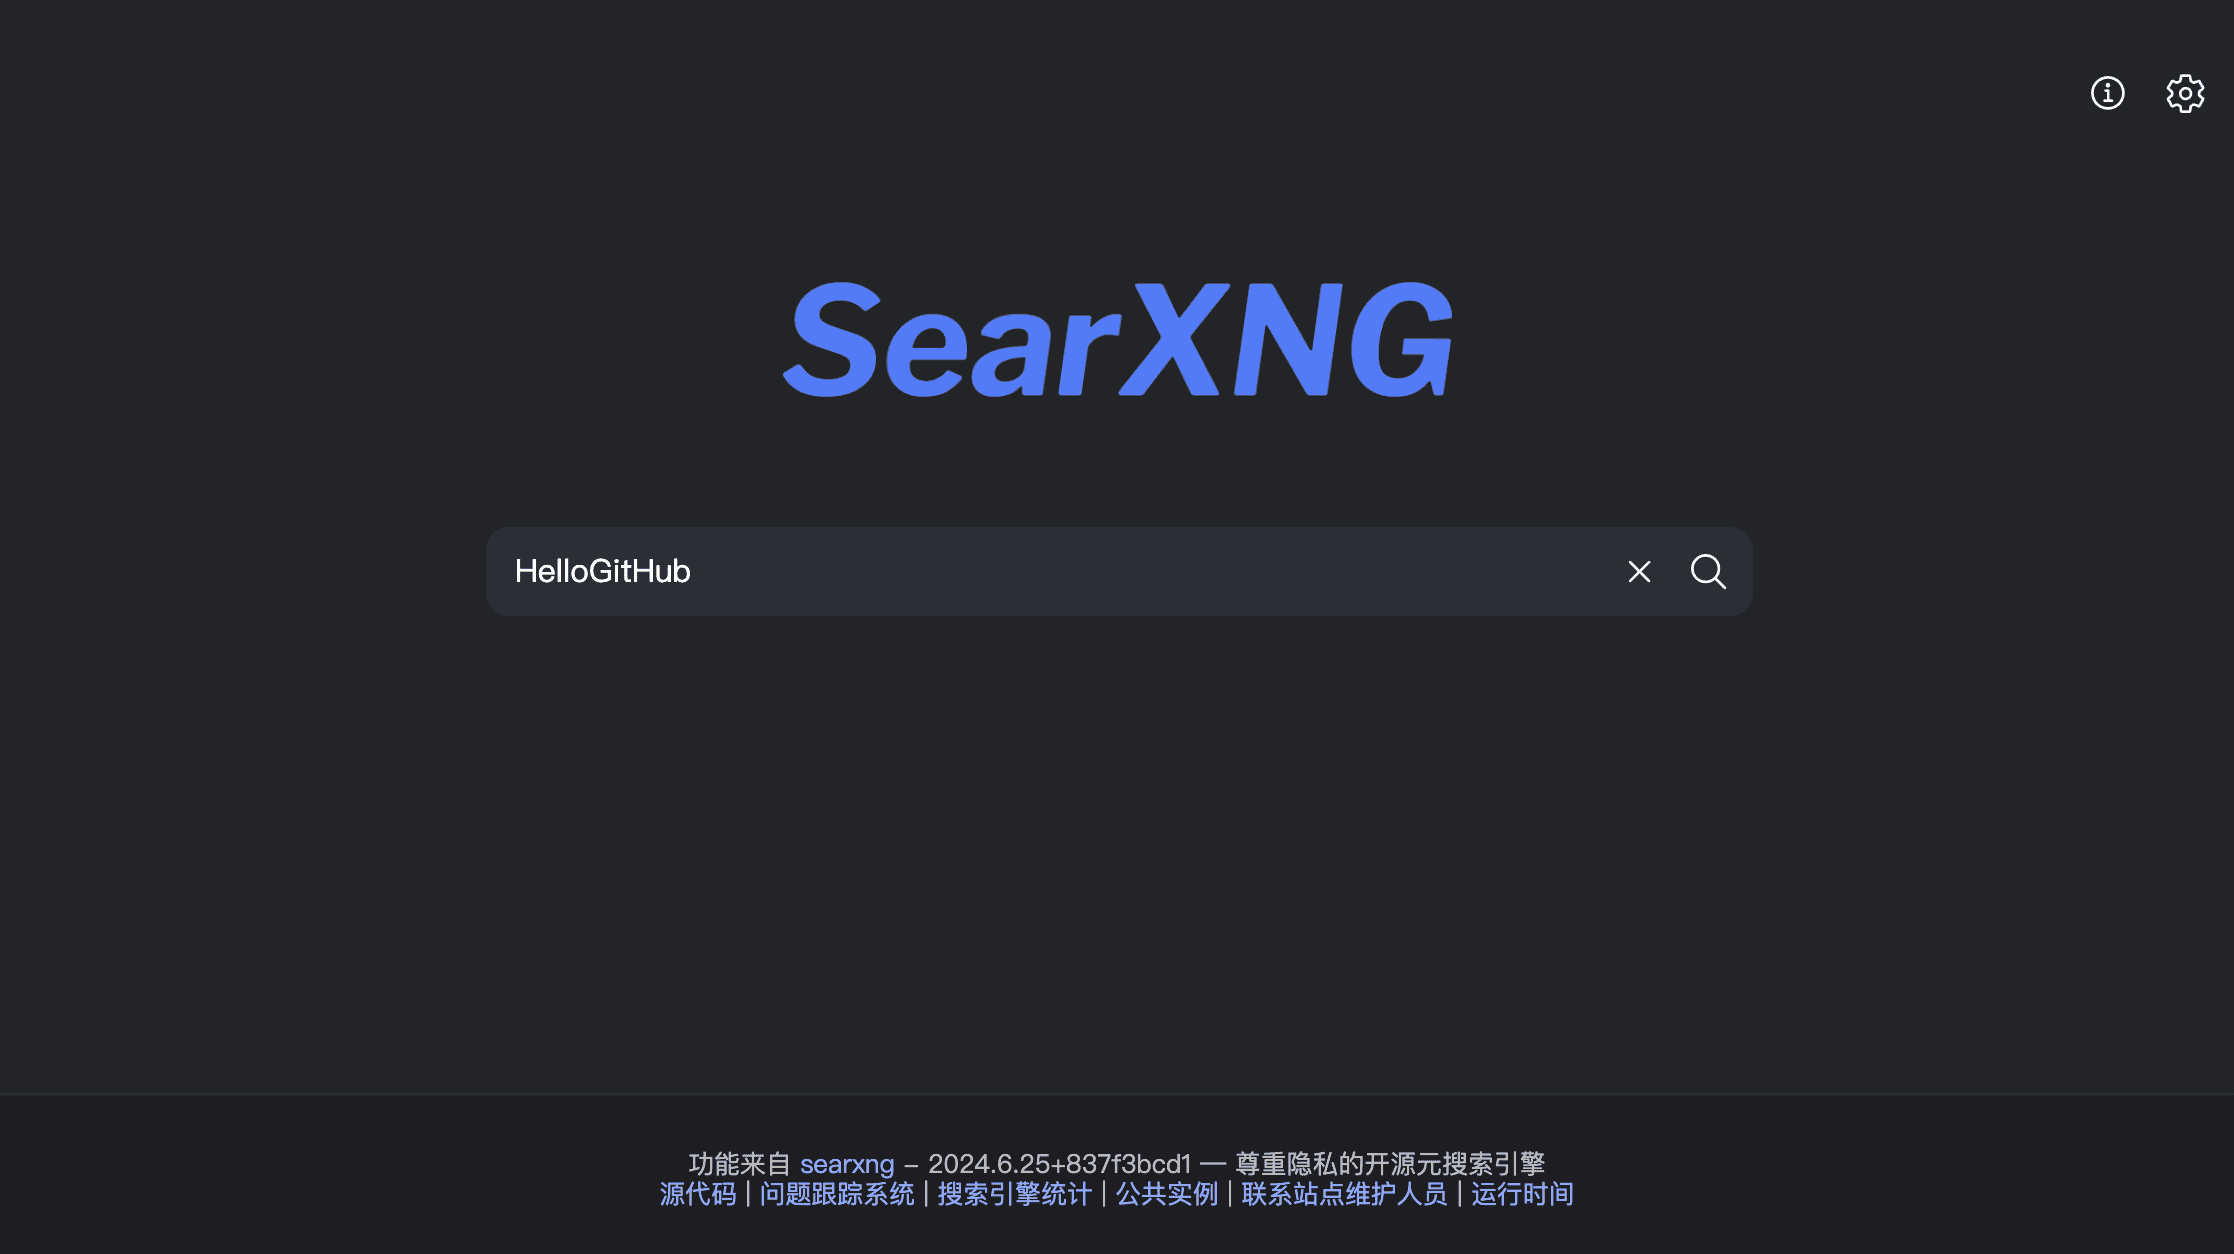 SearXNG
HelloGitHub
功能来自 searxng – 2024.6.25+837f3bcd1 — 尊重隐私的开源元搜索引擎
源代码 | 问题跟踪系统 | 搜索引擎统计 | 公共实例 | 联系站点维护人员 | 运行时间